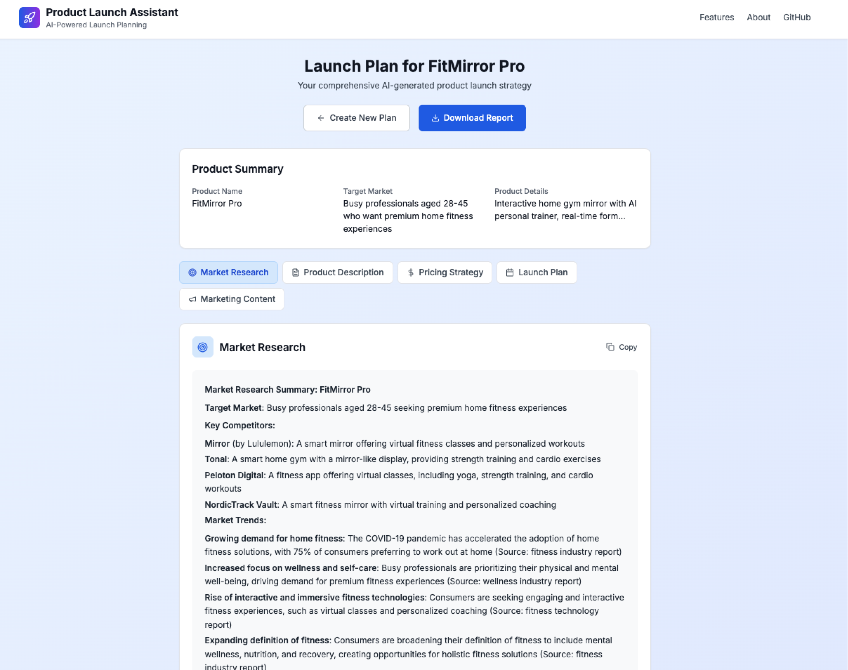 Product Launch Assistant
AI-Powered Launch Planning
Features About GitHub
Launch Plan for FitMirror Pro
Your comprehensive AI-generated product launch strategy
Create New Plan
Download Report
Product Summary
Product Name
FitMirror Pro
Target Market
Busy professionals aged 28-45
who want premium home fitness
experiences
Product Details
Interactive home gym mirror with AI
personal trainer, real-time form...
Market Research
Product Description
Pricing Strategy
Launch Plan
Marketing Content
Market Research
Copy
Market Research Summary: FitMirror Pro
Target Market: Busy professionals aged 28-45 seeking premium home fitness experiences
Key Competitors:
Mirror (by Lululemon): A smart mirror offering virtual fitness classes and personalized workouts
Tonal: A smart home gym with a mirror-like display, providing strength training and cardio exercises
Peloton Digital: A fitness app offering virtual classes, including yoga, strength training, and cardio
workouts
NordicTrack Vault: A smart fitness mirror with virtual training and personalized coaching
Market Trends:
Growing demand for home fitness: The COVID-19 pandemic has accelerated the adoption of home
fitness solutions, with 75% of consumers preferring to work out at home (Source: fitness industry report)
Increased focus on wellness and self-care: Busy professionals are prioritizing their physical and mental
well-being, driving demand for premium fitness experiences (Source: wellness industry report)
Rise of interactive and immersive fitness technologies: Consumers are seeking engaging and interactive
fitness experiences, such as virtual classes and personalized coaching (Source: fitness technology
report)
Expanding definition of fitness: Consumers are broadening their definition of fitness to include mental
wellness, nutrition, and recovery, creating opportunities for holistic fitness solutions (Source: fitness
industry report)